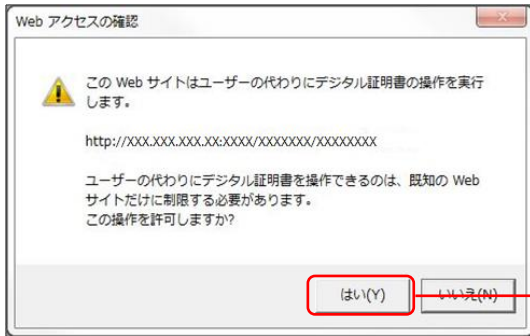 Web アクセスの確認
この Web サイトはユーザーの代わりにデジタル証明書の操作を実行
します。
http://XXX.XXX.XXX.XX:XXXX/XXXXXXX/XXXXXXXX
ユーザーの代わりにデジタル証明書を操作できるのは、既知の Web
サイトだけに制限する必要があります。
この操作を許可しますか?
はい(Y) いいえ(N)